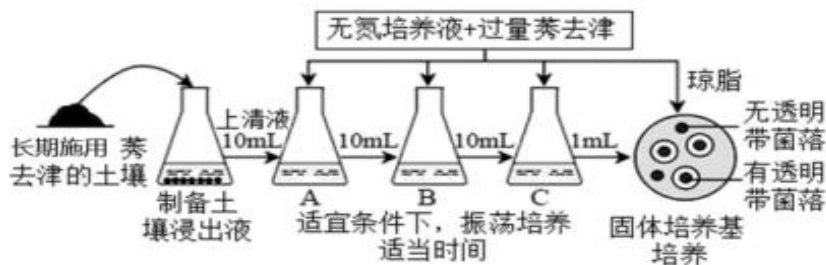 无氮培养液+过量莠去津
琼脂
上清液
10mL
10mL
10mL
1mL
无透明
带菌落
长期施用 莠
去津的土壤
有透明
带菌落
A
B
C
制备土
壤浸出液
适宜条件下，振荡培养
适当时间
固体培养基
培养